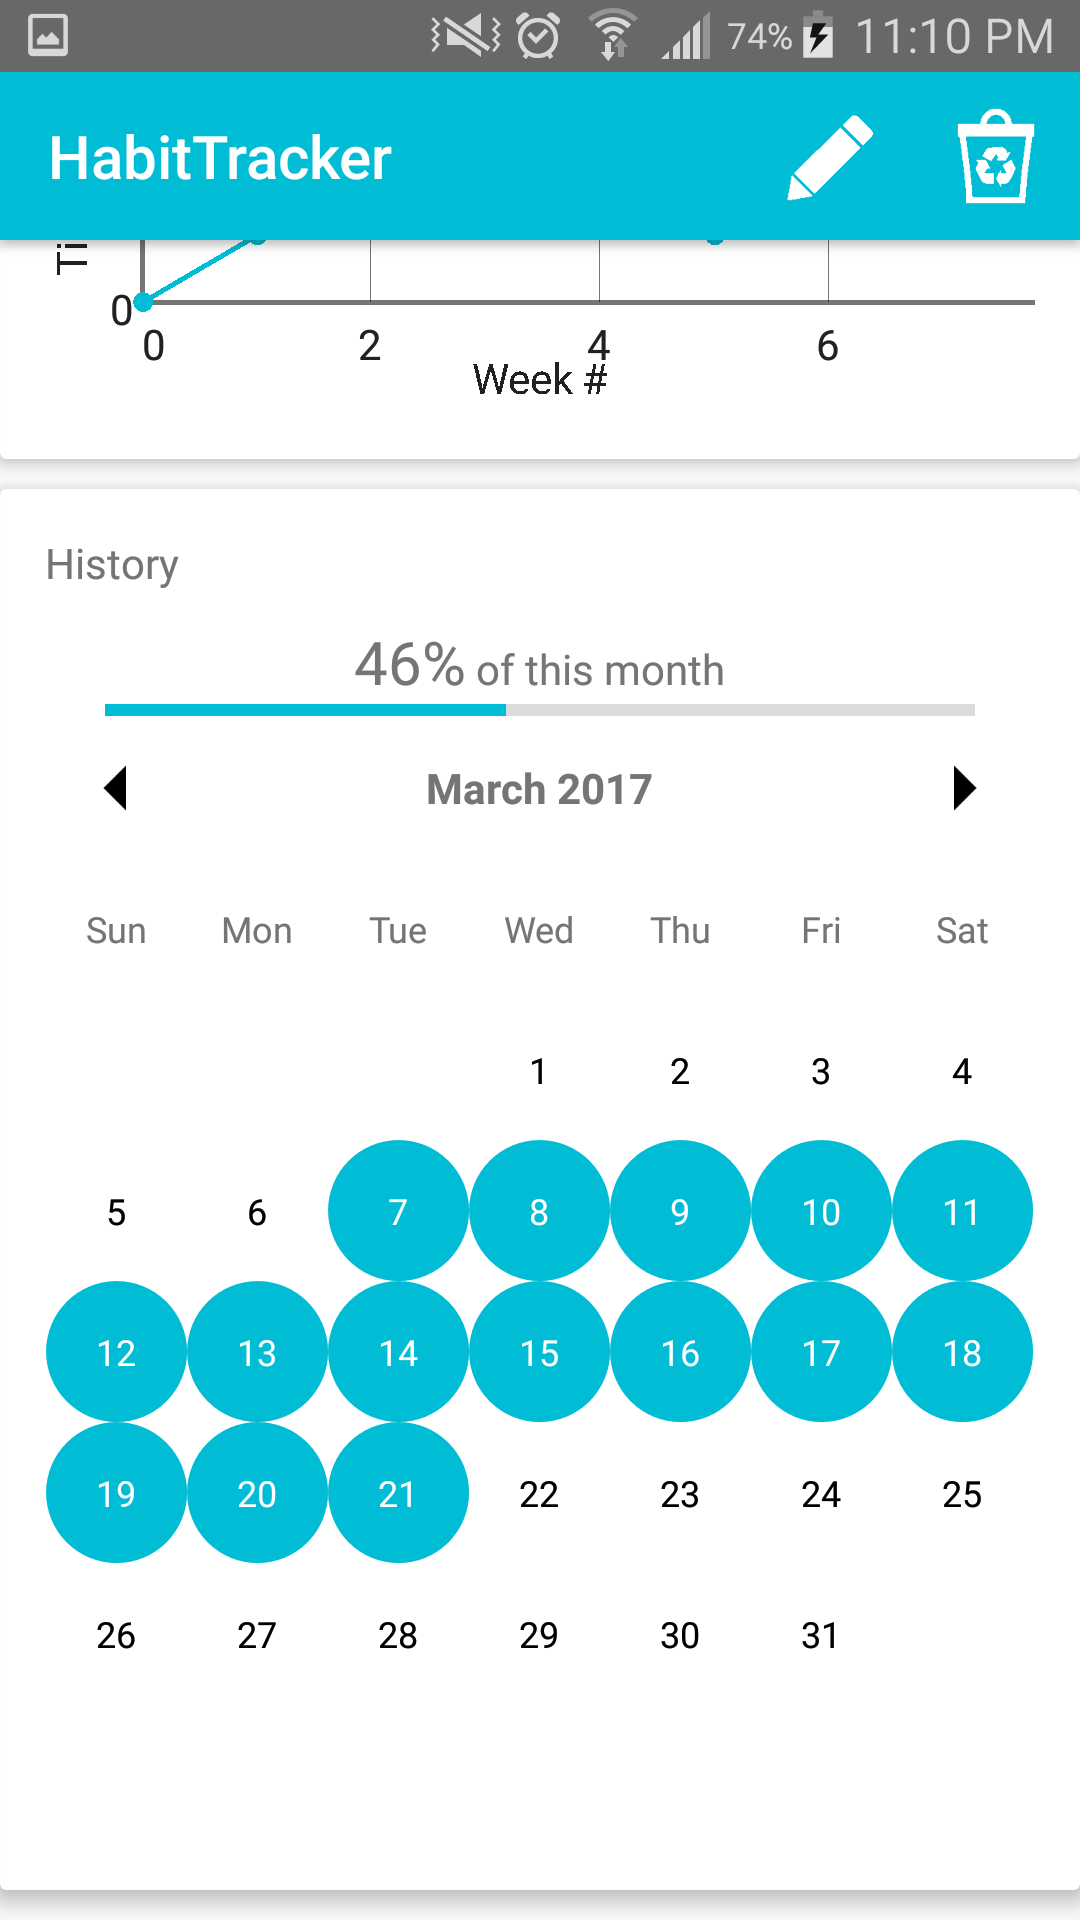 74% 11:10 PM
HabitTracker
Ti
0
0 2 4 6
Week #
History
46% of this month
March 2017
Sun Mon Tue Wed Thu Fri Sat
1 2 3 4
5 6 7 8 9 10 11
12 13 14 15 16 17 18
19 20 21 22 23 24 25
26 27 28 29 30 31